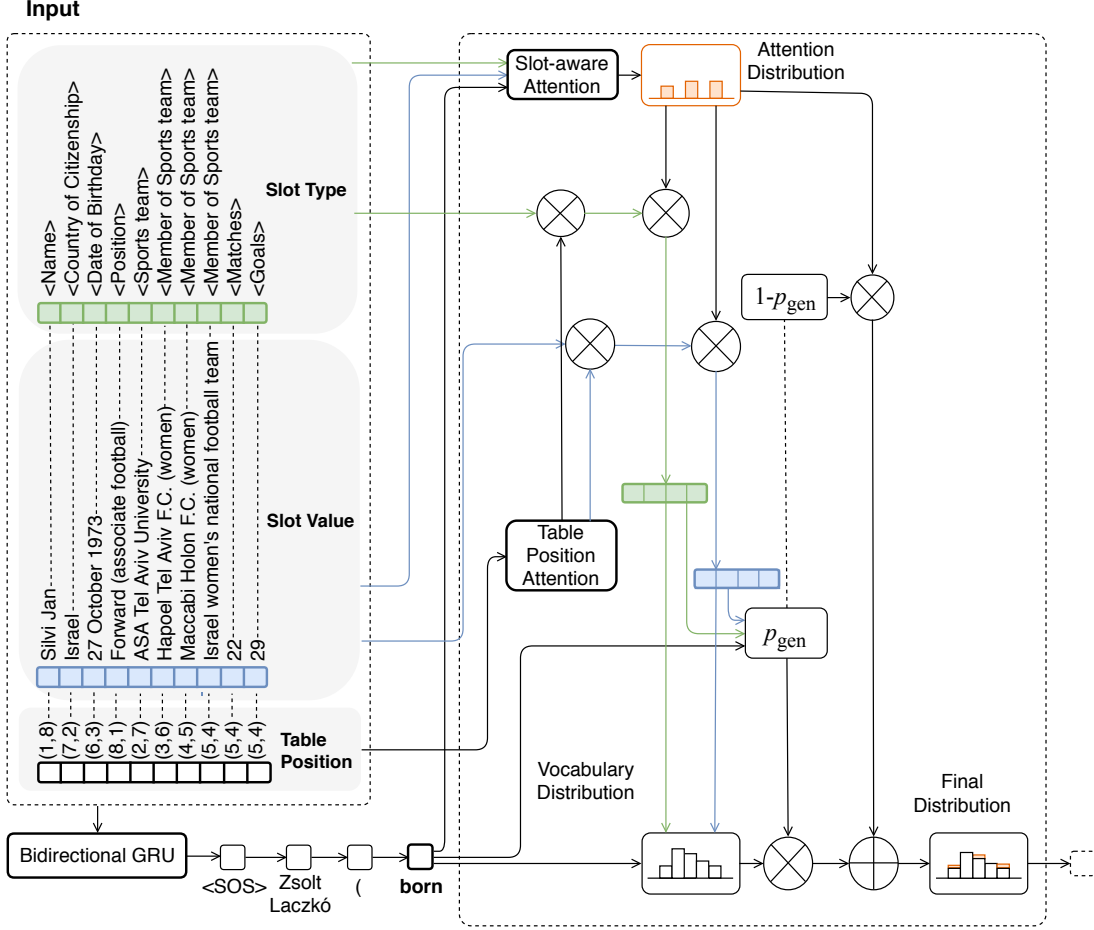 Input
<Name>
<Country of Citizenship>
<Date of Birthday>
<Position>
<Sports team>
<Member of Sports team>
<Member of Sports team>
<Member of Sports team>
<Matches>
<Goals>
Slot Type
Silvi Jan
Israel
27 October 1973
Forward (associate football)
ASA Tel Aviv University
Hapoel Tel Aviv F.C. (women)
Maccabi Holon F.C. (women)
Israel women's national football team
22
29
Slot Value
(1,8)
(7,2)
(6,3)
(8,1)
(2,7)
(3,6)
(4,5)
(5,4)
(5,4)
(5,4)
Table
Position
Bidirectional GRU
<SOS>
Zsolt
Laczkó
(
born
Slot-aware
Attention
Attention
Distribution
1-pgen
Table
Position
Attention
pgen
Vocabulary
Distribution
Final
Distribution